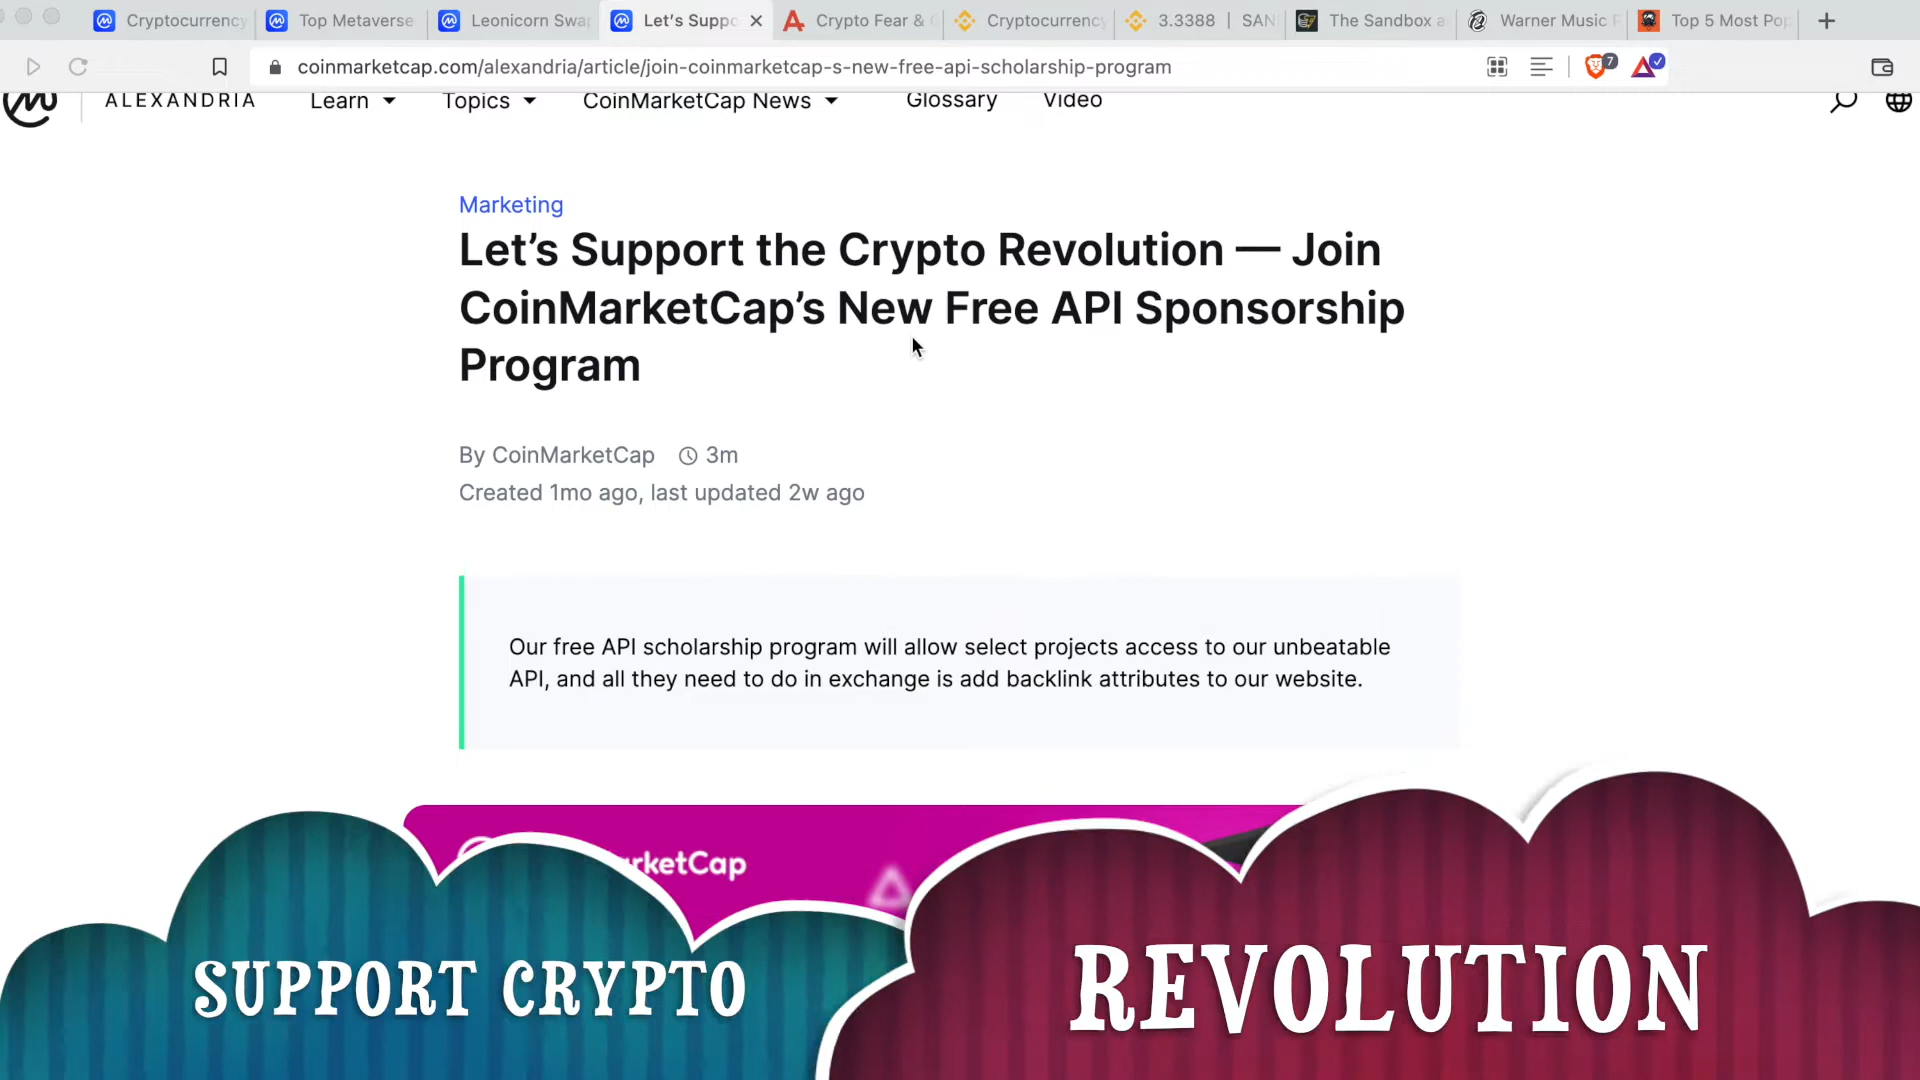 Cryptocurrency
Top Metaverse
Leonicorn Swa
Let’s Suppo
Crypto Fear &
Cryptocurrency
3.3388 | SAN
The Sandbox a
Warner Music
Top 5 Most Pop
coinmarketcap.com/alexandria/article/join-coinmarketcap-s-new-free-api-scholarship-program
7
ALEXANDRIA
Learn
Topics
CoinMarketCap News
Glossary
Video
Marketing
Let’s Support the Crypto Revolution — Join
CoinMarketCap’s New Free API Sponsorship
Program
By CoinMarketCap 3m
Created 1mo ago, last updated 2w ago
Our free API scholarship program will allow select projects access to our unbeatable
API, and all they need to do in exchange is add backlink attributes to our website.
rketCap
SUPPORT CRYPTO
REVOLUTION